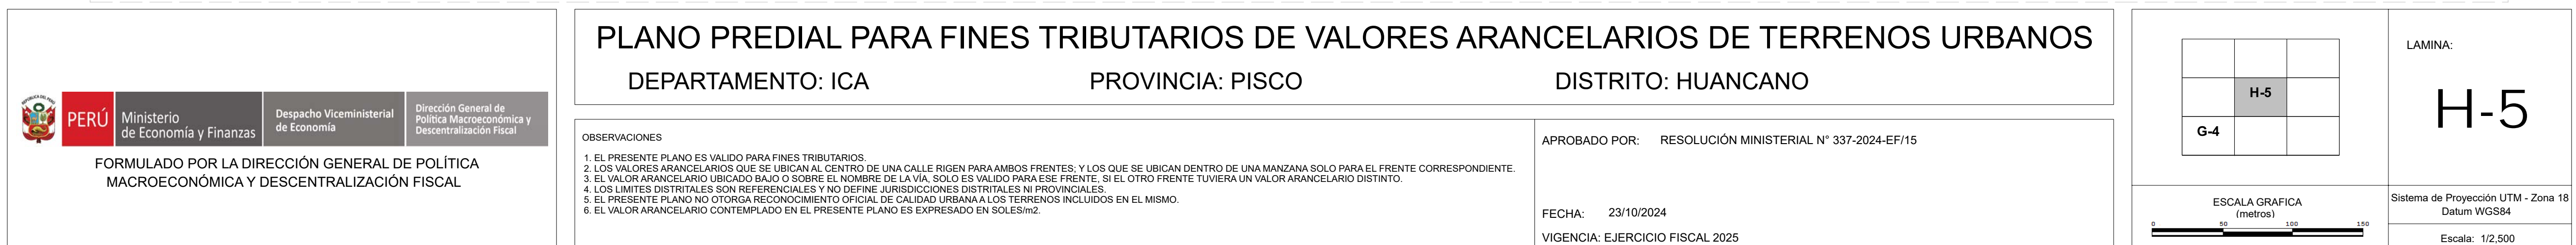 REPÚBLICA DEL PERÚ
PERÚ
Ministerio
de Economía y Finanzas
Despacho Viceministerial
de Economía
Dirección General de
Política Macroeconómica y
Descentralización Fiscal
FORMULADO POR LA DIRECCIÓN GENERAL DE POLÍTICA
MACROECONÓMICA Y DESCENTRALIZACIÓN FISCAL
PLANO PREDIAL PARA FINES TRIBUTARIOS DE VALORES ARANCELARIOS DE TERRENOS URBANOS
DEPARTAMENTO: ICA PROVINCIA: PISCO DISTRITO: HUANCANO
OBSERVACIONES
1. EL PRESENTE PLANO ES VALIDO PARA FINES TRIBUTARIOS.
2. LOS VALORES ARANCELARIOS QUE SE UBICAN AL CENTRO DE UNA CALLE RIGEN PARA AMBOS FRENTES; Y LOS QUE SE UBICAN DENTRO DE UNA MANZANA SOLO PARA EL FRENTE CORRESPONDIENTE.
3. EL VALOR ARANCELARIO UBICADO BAJO O SOBRE EL NOMBRE DE LA VÍA, SOLO ES VALIDO PARA ESE FRENTE, SI EL OTRO FRENTE TUVIERA UN VALOR ARANCELARIO DISTINTO.
4. LOS LIMITES DISTRITALES SON REFERENCIALES Y NO DEFINE JURISDICCIONES DISTRITALES NI PROVINCIALES.
5. EL PRESENTE PLANO NO OTORGA RECONOCIMIENTO OFICIAL DE CALIDAD URBANA A LOS TERRENOS INCLUIDOS EN EL MISMO.
6. EL VALOR ARANCELARIO CONTEMPLADO EN EL PRESENTE PLANO ES EXPRESADO EN SOLES/m2.
APROBADO POR: RESOLUCIÓN MINISTERIAL N° 337-2024-EF/15
FECHA: 23/10/2024
VIGENCIA: EJERCICIO FISCAL 2025
H-5
G-4
ESCALA GRAFICA
(metros)
0 50 100 150
LAMINA:
H-5
Sistema de Proyección UTM - Zona 18
Datum WGS84
Escala: 1/2,500